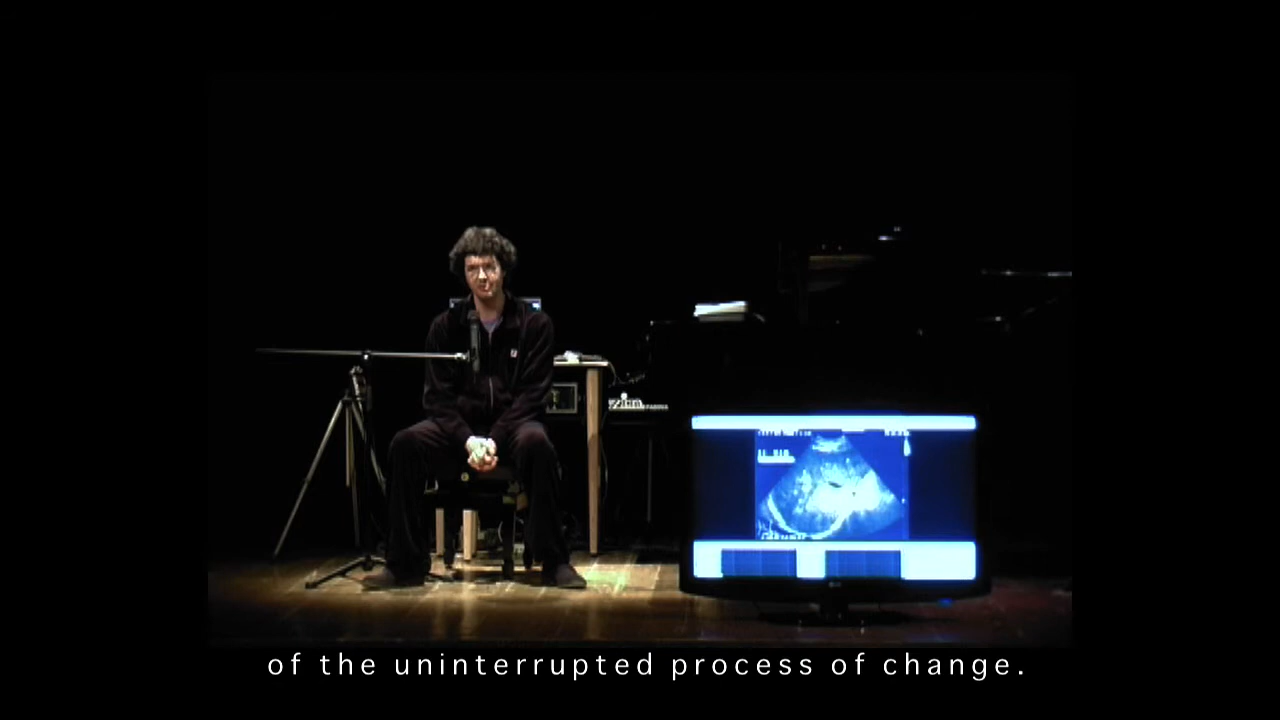 of the uninterrupted process of change.